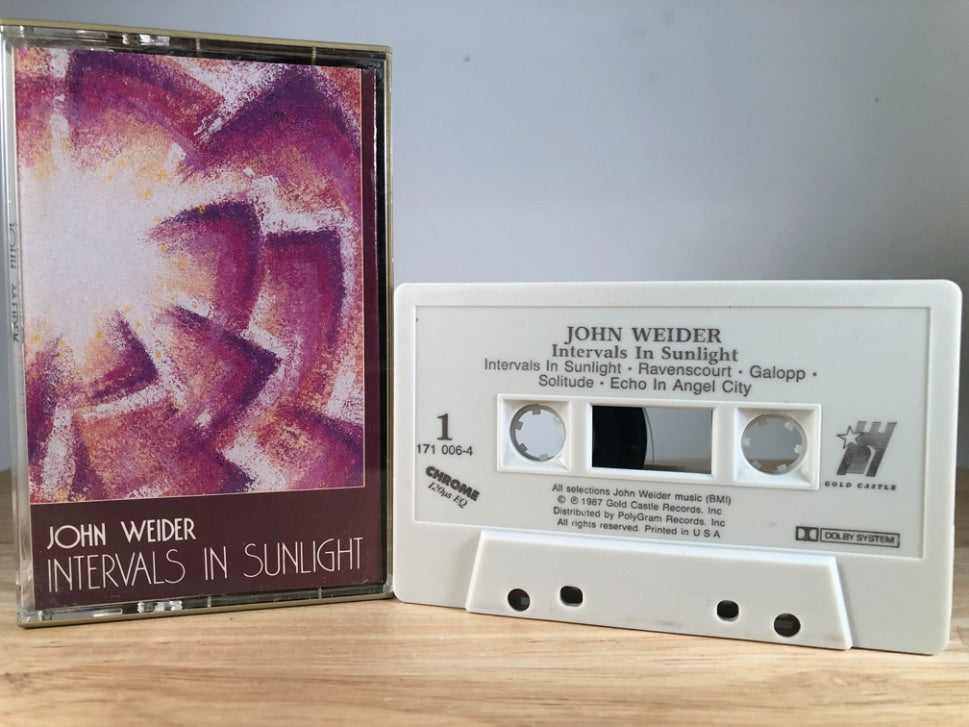 JOHN WEIDER
INTERVALS IN SUNLIGHT
JOHN WEIDER
Intervals In Sunlight
Intervals In Sunlight · Ravenscourt · Galopp ·
Solitude · Echo In Angel City
1
171 006-4
CHROME
120µs EQ
GOLD CASTLE
All selections John Weider music (BMI)
© ℗ 1987 Gold Castle Records. Inc
Distributed by PolyGram Records. Inc
All rights reserved. Printed in U S A
DOLBY SYSTEM